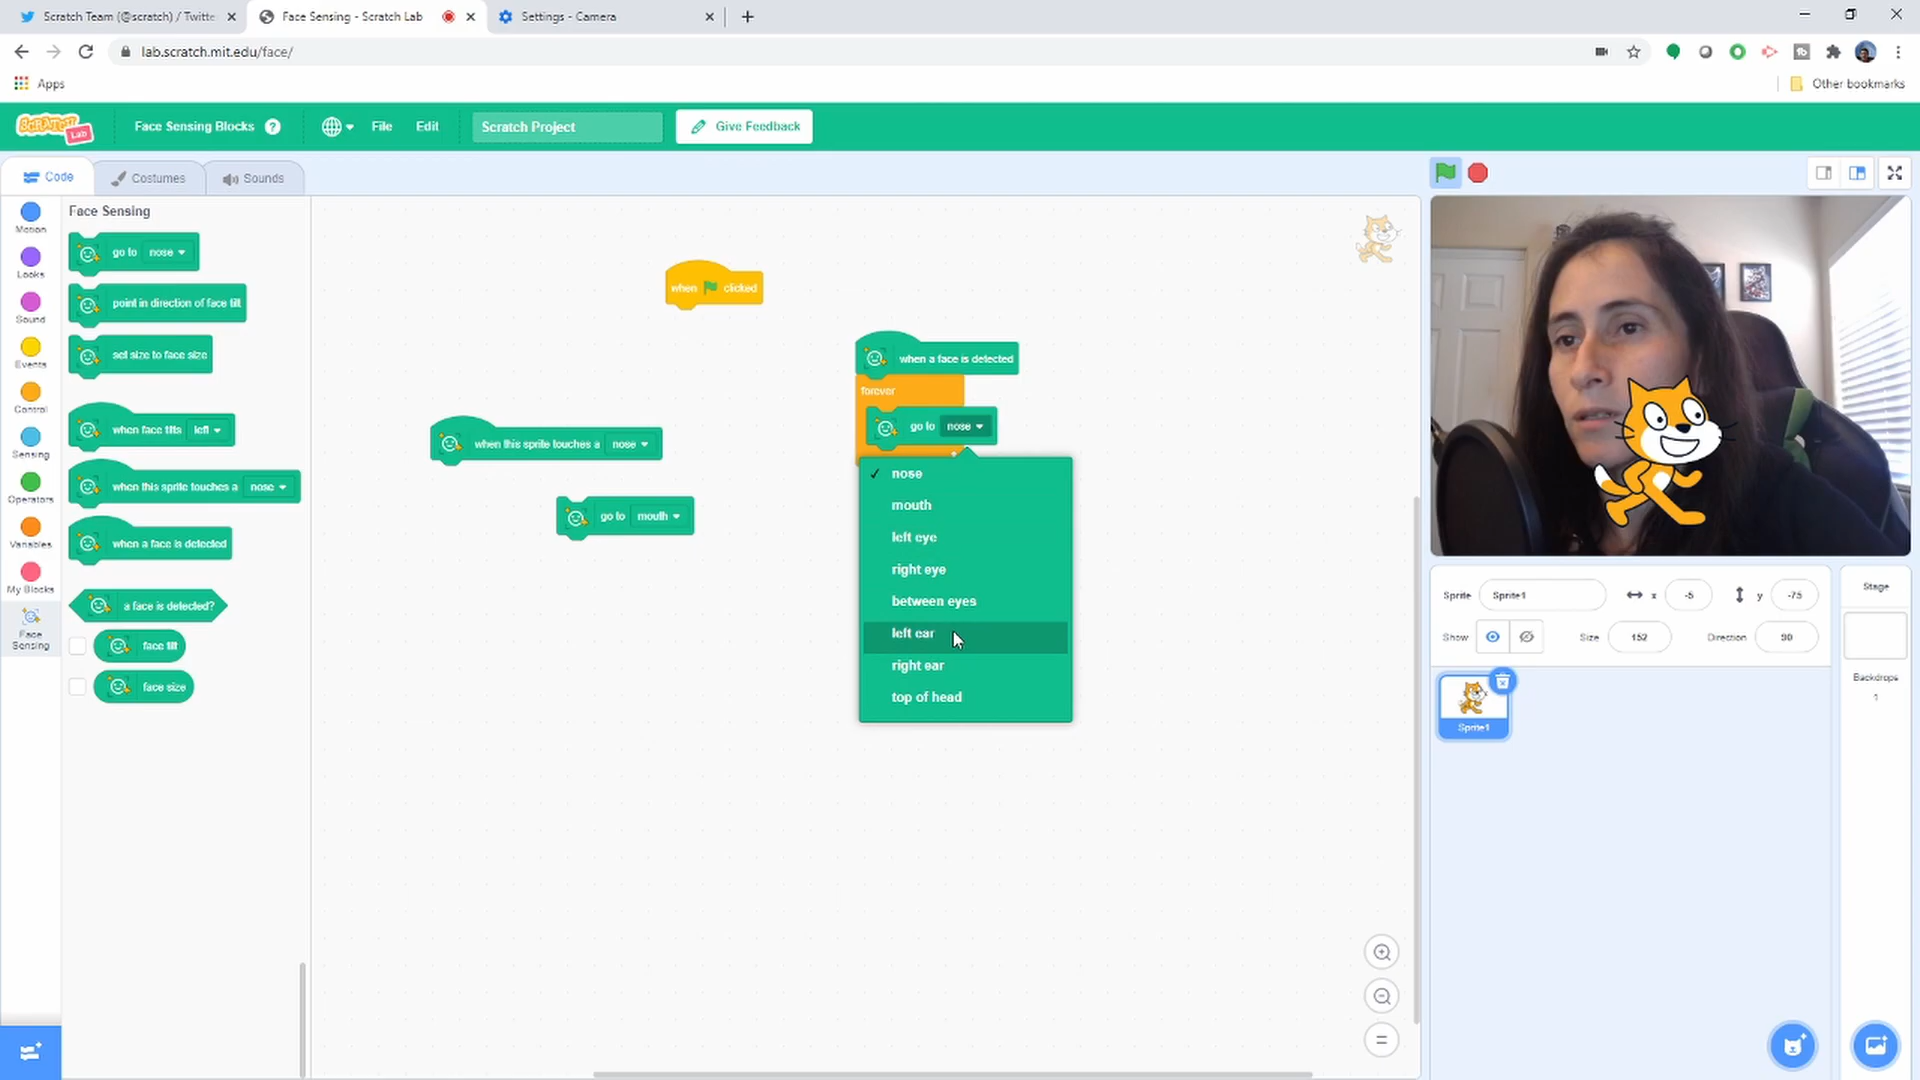 Scratch Team (@scratch) / Twitte
Face Sensing - Scratch Lab
Settings - Camera
lab.scratch.mit.edu/face/
Apps
Other bookmarks
SCRATCH Lab
Face Sensing Blocks
?
File
Edit
Scratch Project
Give Feedback
Code
Costumes
Sounds
Motion
Looks
Sound
Events
Control
Sensing
Operators
Variables
My Blocks
Face Sensing
Face Sensing
go to nose
point in direction of face tilt
set size to face size
when face tilts left
when this sprite touches a nose
when a face is detected
a face is detected?
face tilt
face size
when clicked
when this sprite touches a nose
go to mouth
when a face is detected
forever
go to nose
✓ nose
mouth
left eye
right eye
between eyes
left ear
right ear
top of head
Sprite
Sprite1
x
-5
y
-75
Show
Size
152
Direction
90
Sprite1
Stage
Backdrops
1